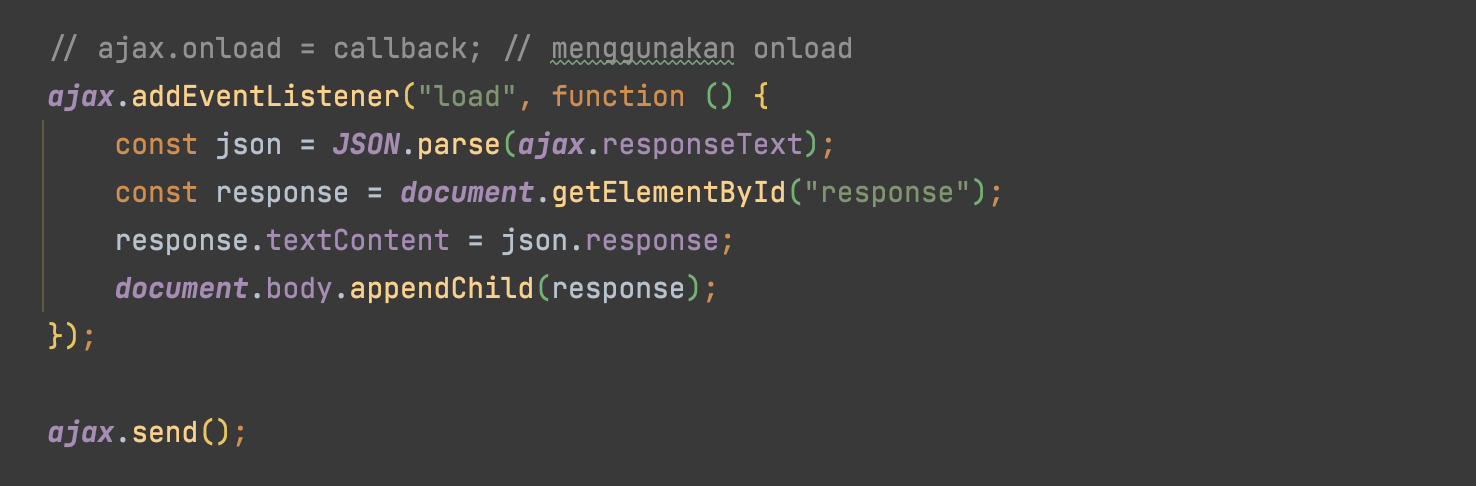 // ajax.onload = callback; // menggunakan onload
ajax.addEventListener("load", function () {
    const json = JSON.parse(ajax.responseText);
    const response = document.getElementById("response");
    response.textContent = json.response;
    document.body.appendChild(response);
});
ajax.send();